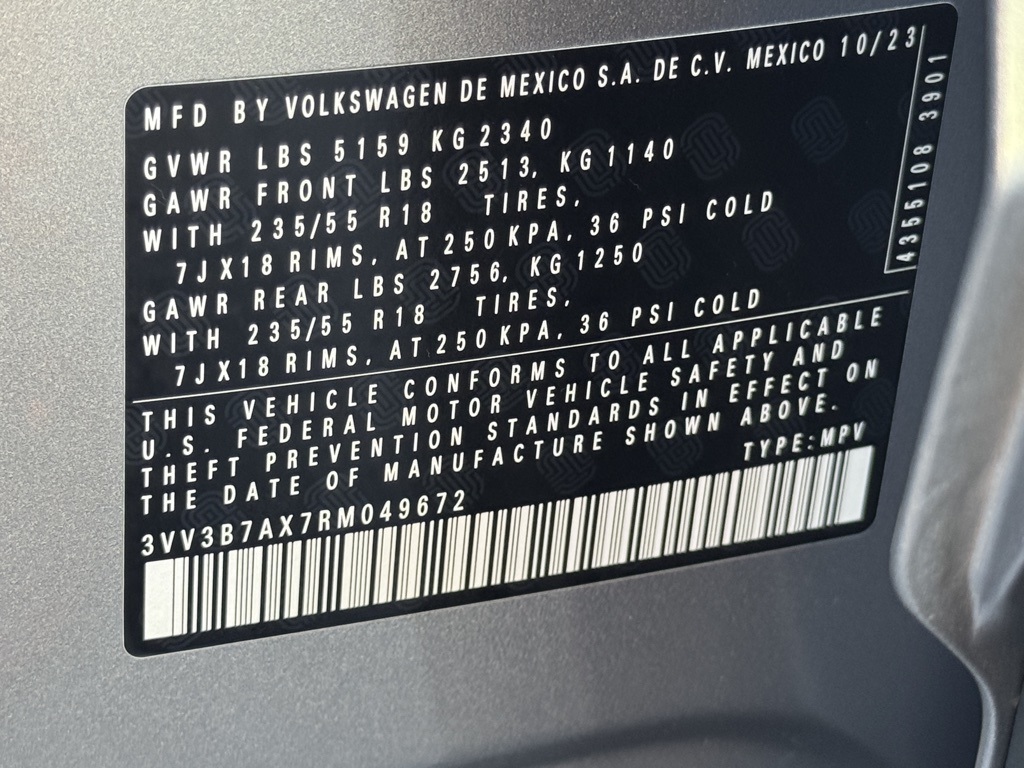 MFD BY VOLKSWAGEN DE MEXICO S.A. DE C.V. MEXICO 10/23
GVWR LBS 5159 KG 2340
GAWR FRONT LBS 2513, KG 1140
WITH 235/55 R18 TIRES,
7JX18 RIMS, AT 250 KPA, 36 PSI COLD
GAWR REAR LBS 2756, KG 1250
WITH 235/55 R18 TIRES,
7JX18 RIMS, AT 250 KPA, 36 PSI COLD
4355108 3901
THIS VEHICLE CONFORMS TO ALL APPLICABLE
U.S. FEDERAL MOTOR VEHICLE SAFETY AND
THEFT PREVENTION STANDARDS IN EFFECT ON
THE DATE OF MANUFACTURE SHOWN ABOVE.
TYPE: MPV
3VV3B7AX7RM049672